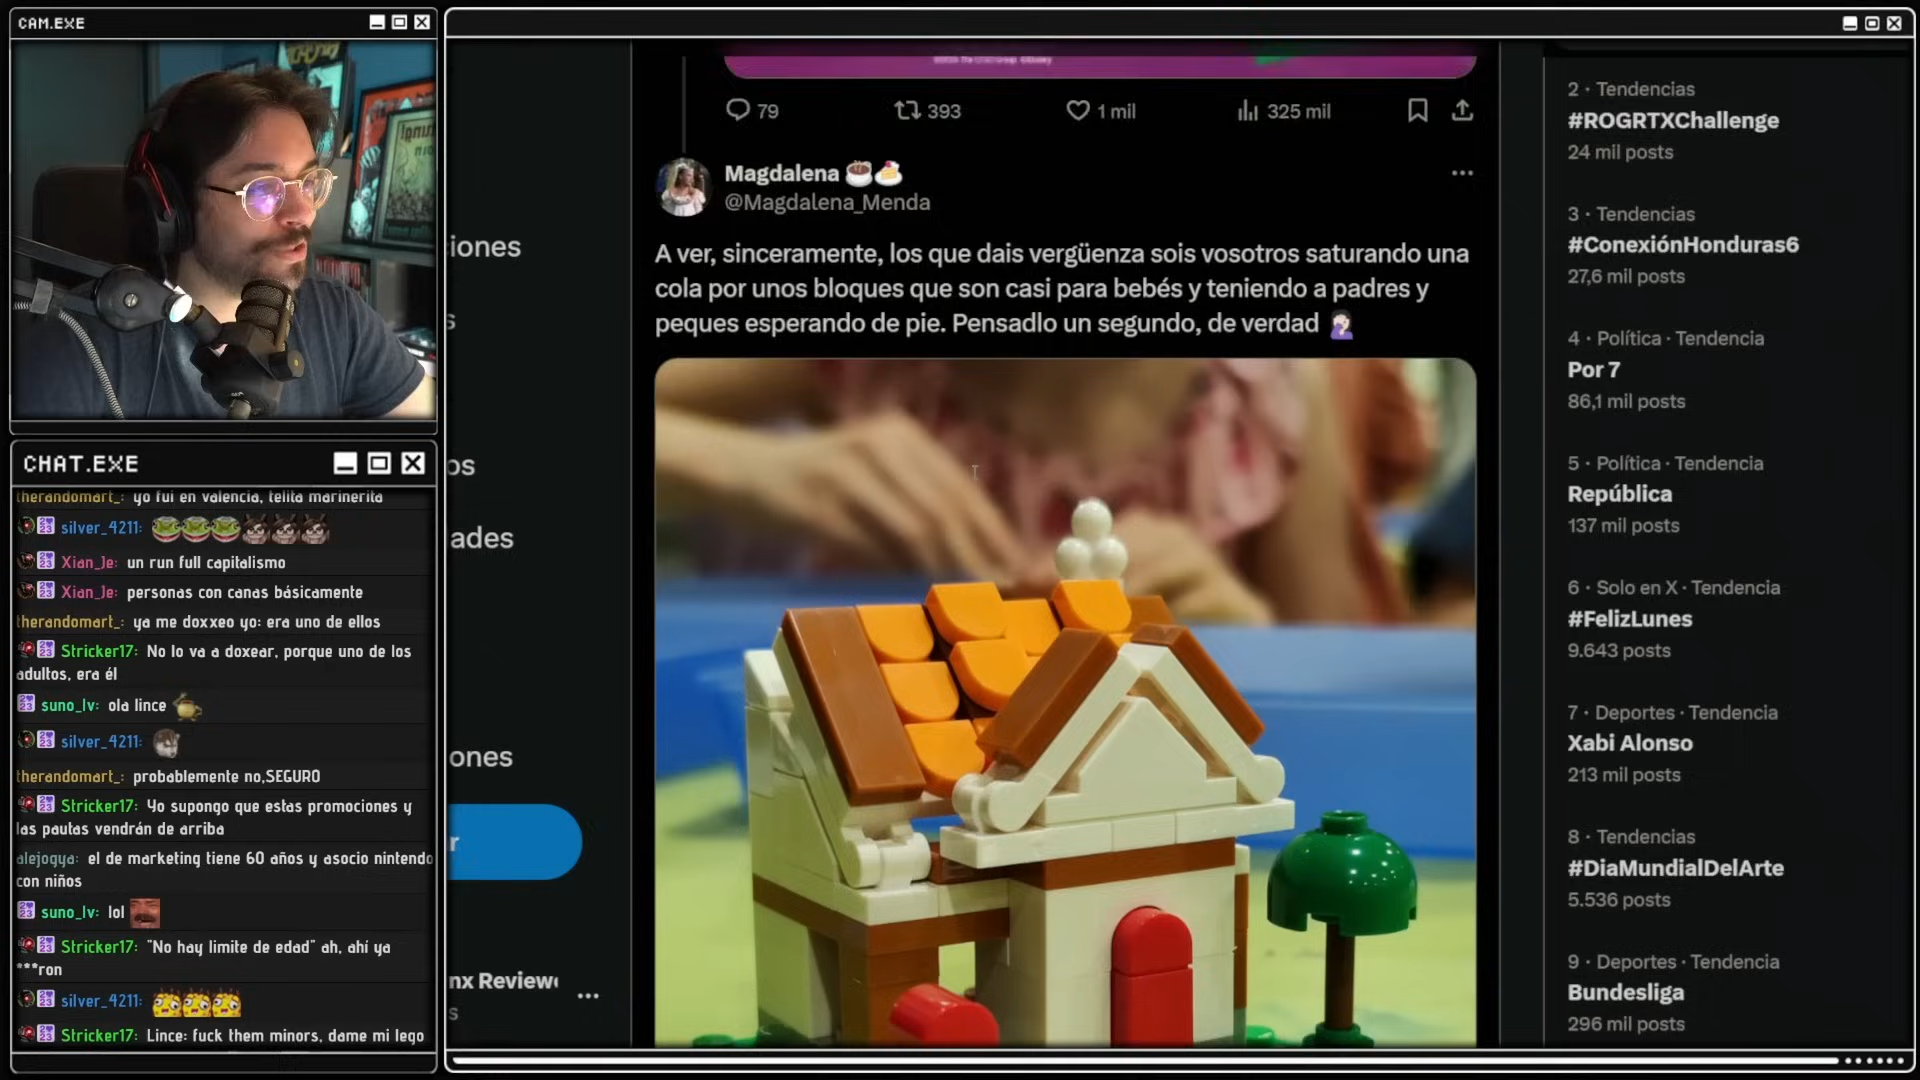 CAM.EXE
CHAT.EXE
therandomart_: yo fui en valencia, telita marinerita
silver_4211:
Xian_Je: un run full capitalismo
Xian_Je: personas con canas básicamente
therandomart_: ya me doxxeo yo: era uno de ellos
Stricker17: No lo va a doxear, porque uno de los
adultos, era él
suno_lv: ola lince
silver_4211:
therandomart_: probablemente no,SEGURO
Stricker17: Yo supongo que estas promociones y
las pautas vendrán de arriba
alejogya: el de marketing tiene 60 años y asocio nintendo
con niños
suno_lv: lol
Stricker17: "No hay limite de edad" ah, ahí ya
***ron
silver_4211:
Stricker17: Lince: fuck them minors, dame mi lego
iones
s
os
ades
ones
r
nx Review
s
79 393 1 mil 325 mil
Magdalena
@Magdalena_Menda
A ver, sinceramente, los que dais vergüenza sois vosotros saturando una
cola por unos bloques que son casi para bebés y teniendo a padres y
peques esperando de pie. Pensadlo un segundo, de verdad
2 · Tendencias
#ROGRTXChallenge
24 mil posts
3 · Tendencias
#ConexiónHonduras6
27,6 mil posts
4 · Política · Tendencia
Por 7
86,1 mil posts
5 · Política · Tendencia
República
137 mil posts
6 · Solo en X · Tendencia
#FelizLunes
9.643 posts
7 · Deportes · Tendencia
Xabi Alonso
213 mil posts
8 · Tendencias
#DiaMundialDelArte
5.536 posts
9 · Deportes · Tendencia
Bundesliga
296 mil posts